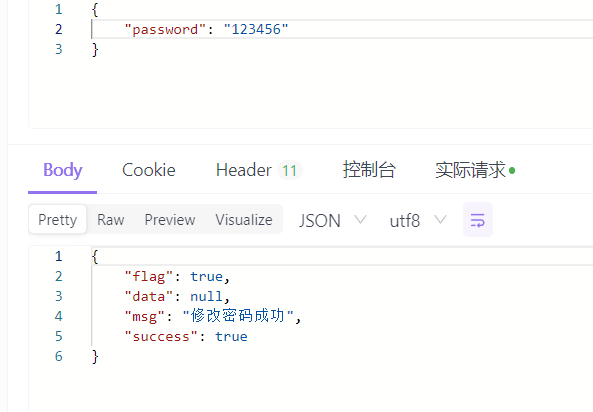 1 {
2 "password": "123456"
3 }
Body Cookie Header 11 控制台 实际请求
Pretty Raw Preview Visualize JSON utf8
1 {
2 "flag": true,
3 "data": null,
4 "msg": "修改密码成功",
5 "success": true
6 }